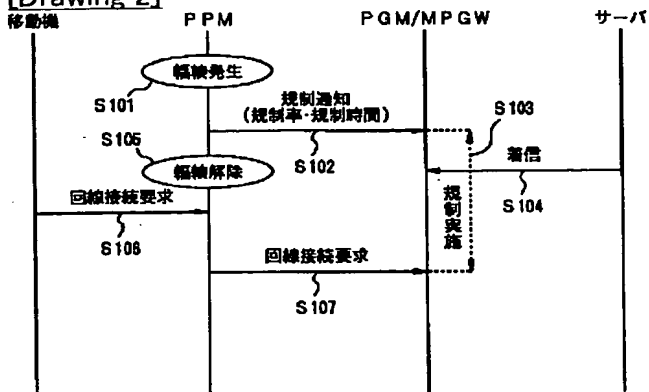 [Drawing 2]
移動機 PPM PGM/MPGW サーバ
輻輳発生
S101
規制通知
(規制率・規制時間)
S103
S105
S102
着信
輻輳解除
S104
回線接続要求
規制実施
S106
回線接続要求
S107